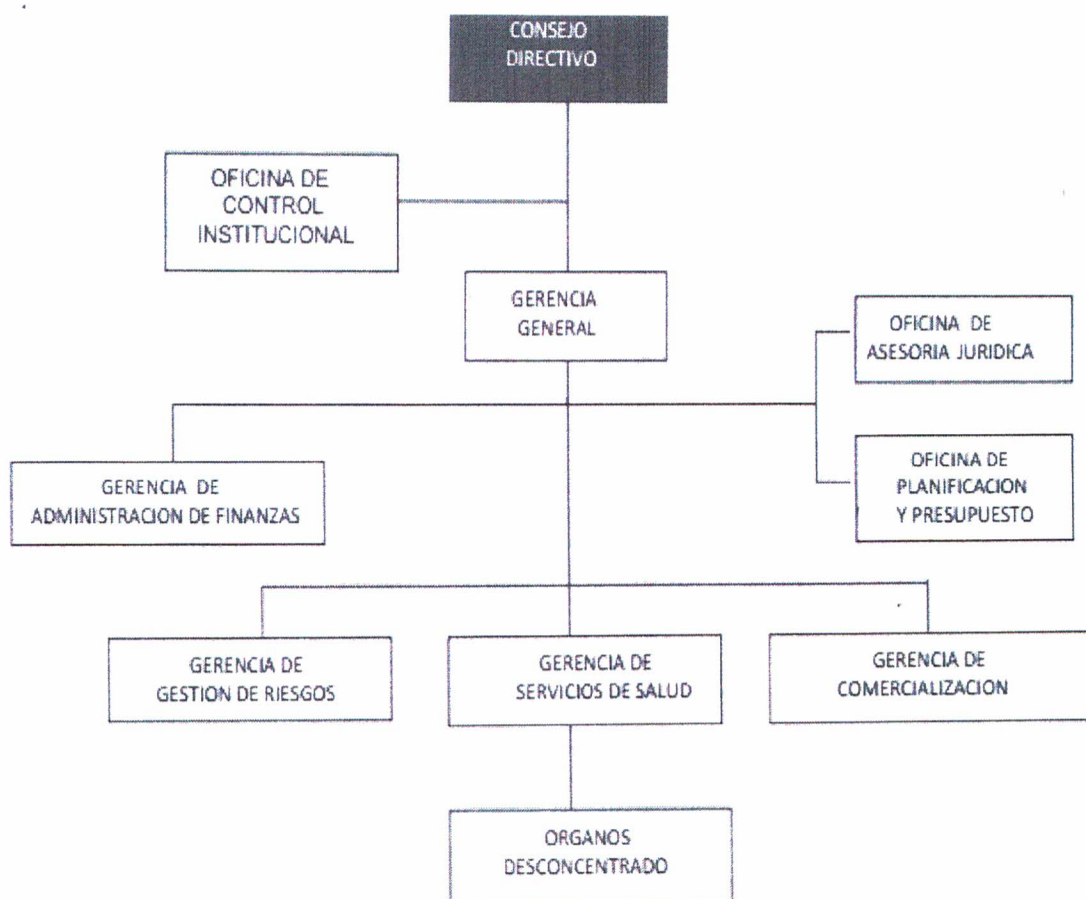 CONSEJO
DIRECTIVO
OFICINA DE
CONTROL
INSTITUCIONAL
GERENCIA
GENERAL
OFICINA DE
ASESORIA JURIDICA
GERENCIA DE
ADMINISTRACION DE FINANZAS
OFICINA DE
PLANIFICACION
Y PRESUPUESTO
GERENCIA DE
GESTION DE RIESGOS
GERENCIA DE
SERVICIOS DE SALUD
GERENCIA DE
COMERCIALIZACION
ORGANOS
DESCONCENTRADO